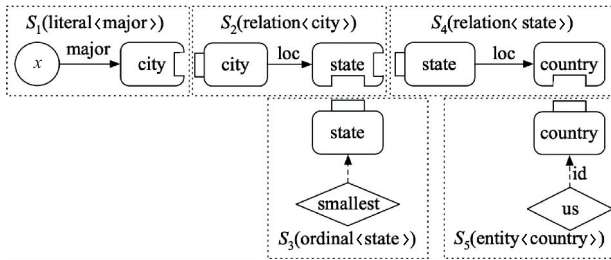 S₁(literal⟨major⟩) S₂(relation⟨city⟩) S₄(relation⟨state⟩)
x major city city loc state state loc country
state country
id
smallest us
S₃(ordinal⟨state⟩) S₅(entity⟨country⟩)